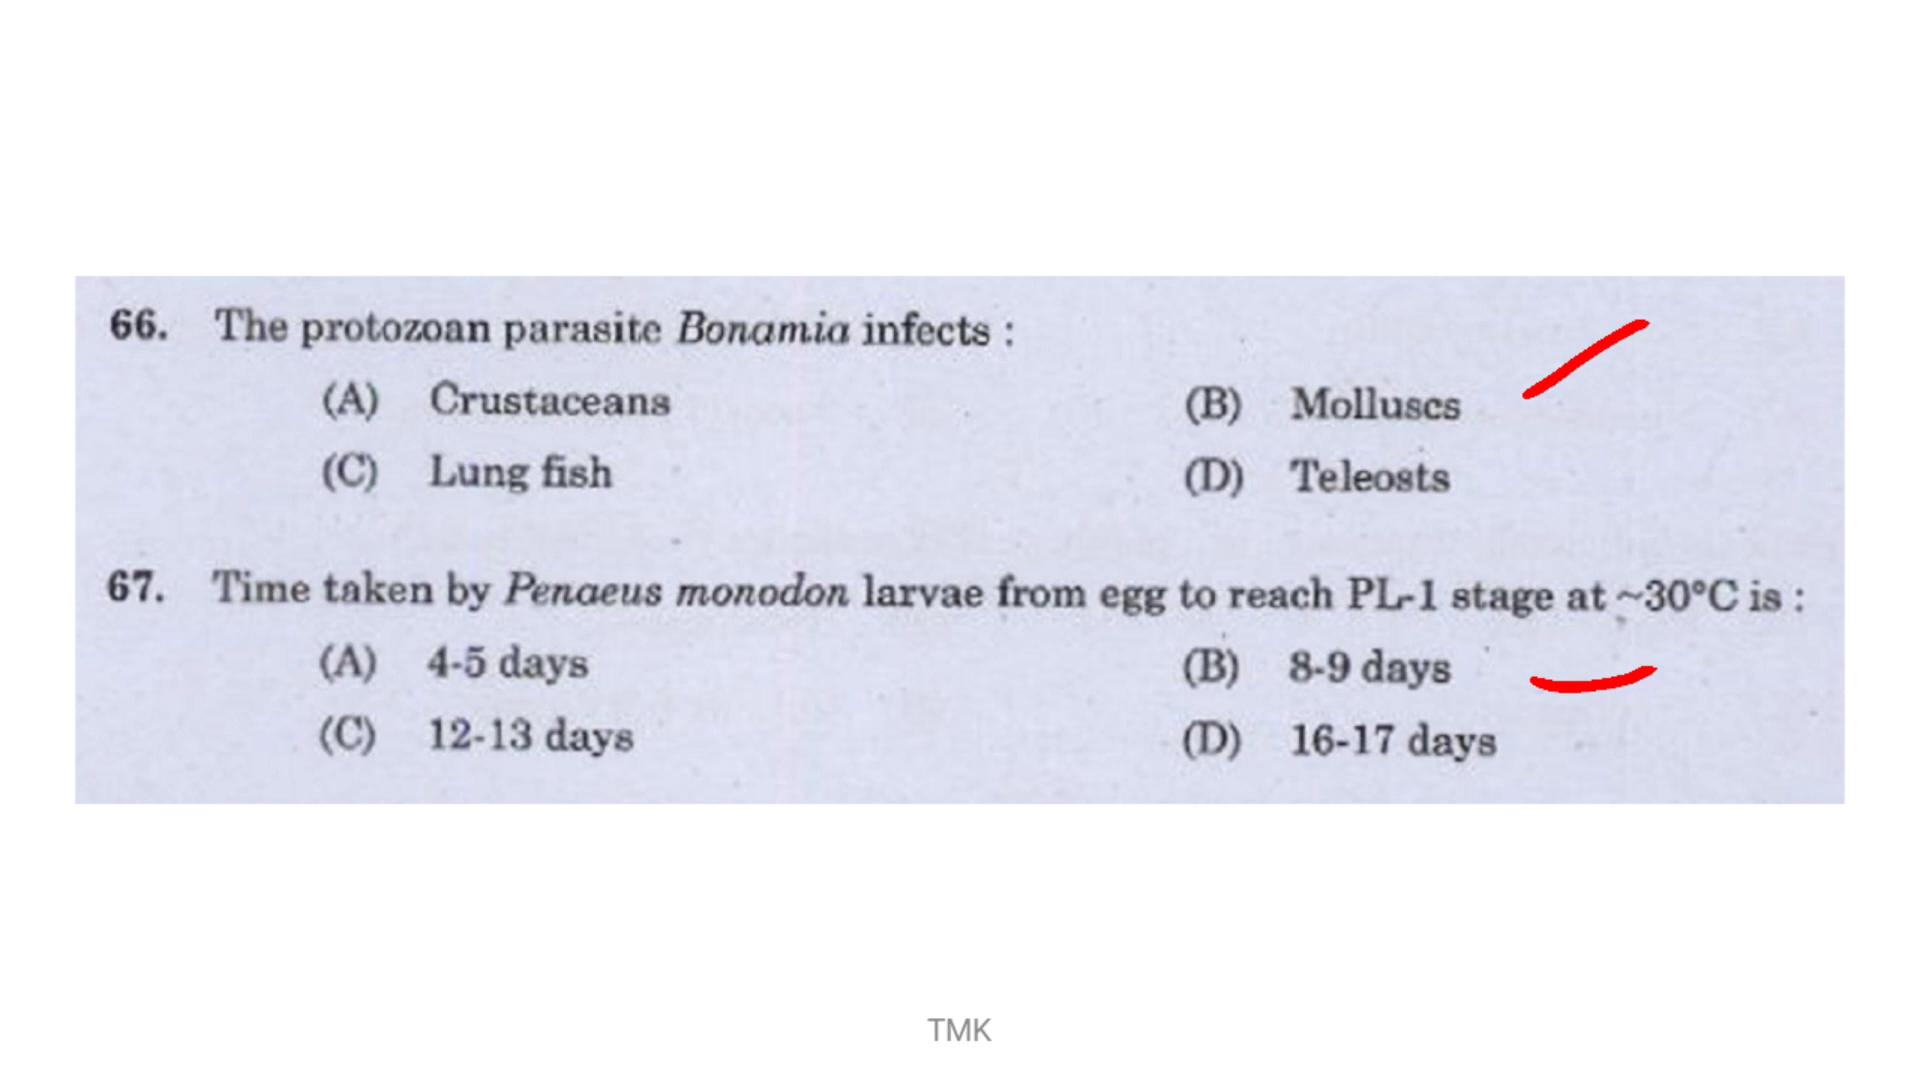 66. The protozoan parasite Bonamia infects :
(A) Crustaceans (B) Molluscs
(C) Lung fish (D) Teleosts
67. Time taken by Penaeus monodon larvae from egg to reach PL-1 stage at ~30°C is :
(A) 4-5 days (B) 8-9 days
(C) 12-13 days (D) 16-17 days
TMK